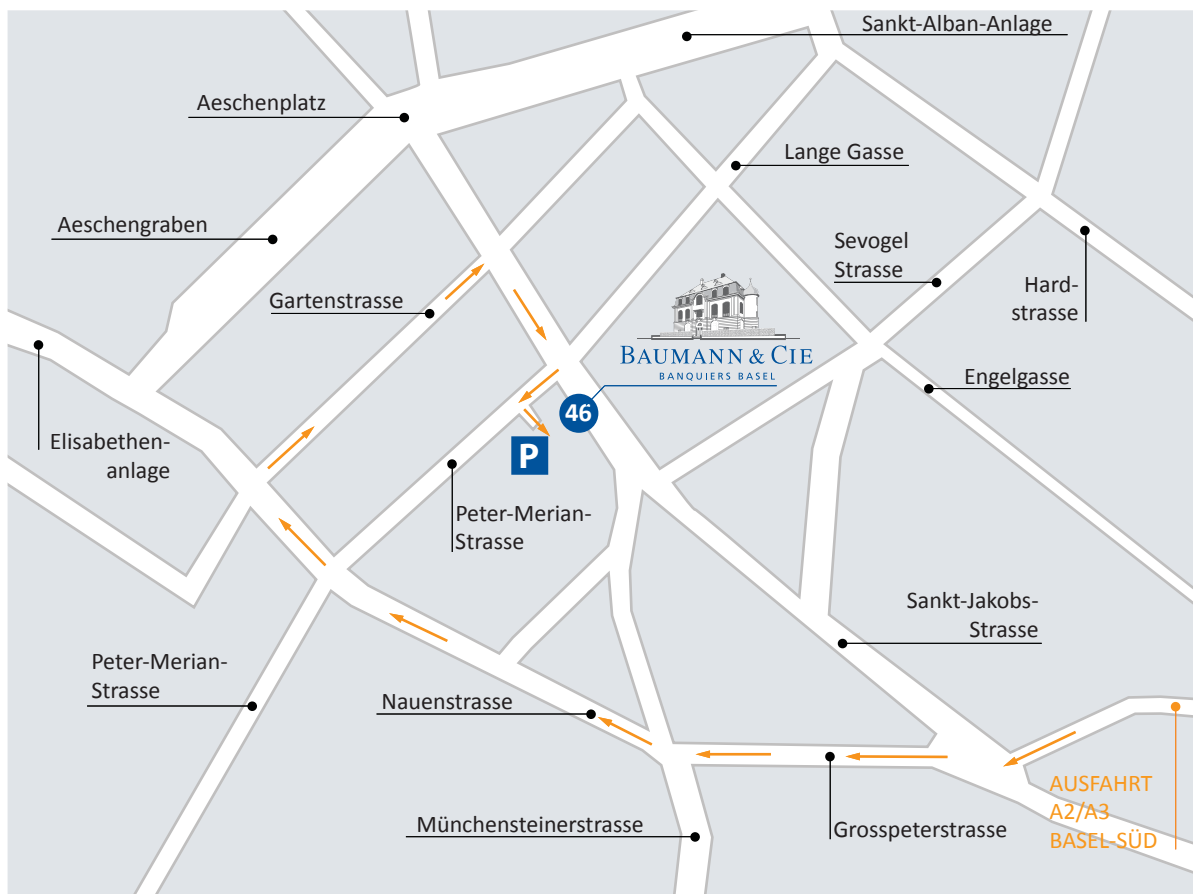 Sankt-Alban-Anlage
Aeschenplatz
Lange Gasse
Aeschengraben
Sevogel
Strasse
Gartenstrasse
Hard-
strasse
BAUMANN & CIE
BANQUIERS BASEL
Engelgasse
46
Elisabethen-
anlage
P
Peter-Merian-
Strasse
Sankt-Jakobs-
Strasse
Peter-Merian-
Strasse
Nauenstrasse
AUSFAHRT
A2/A3
BASEL-SÜD
Münchensteinerstrasse
Grosspeterstrasse